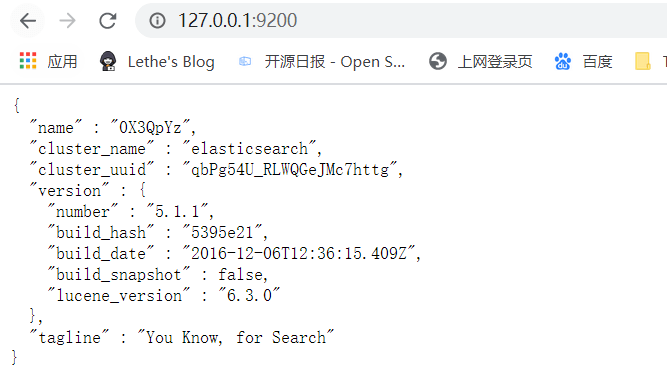 127.0.0.1:9200
应用 Lethe's Blog 开源日报 - Open S... 上网登录页 百度 T
{
"name" : "OX3QpYz",
"cluster_name" : "elasticsearch",
"cluster_uuid" : "qbPg54U_RLWQGeJMc7httg",
"version" : {
"number" : "5.1.1",
"build_hash" : "5395e21",
"build_date" : "2016-12-06T12:36:15.409Z",
"build_snapshot" : false,
"lucene_version" : "6.3.0"
},
"tagline" : "You Know, for Search"
}